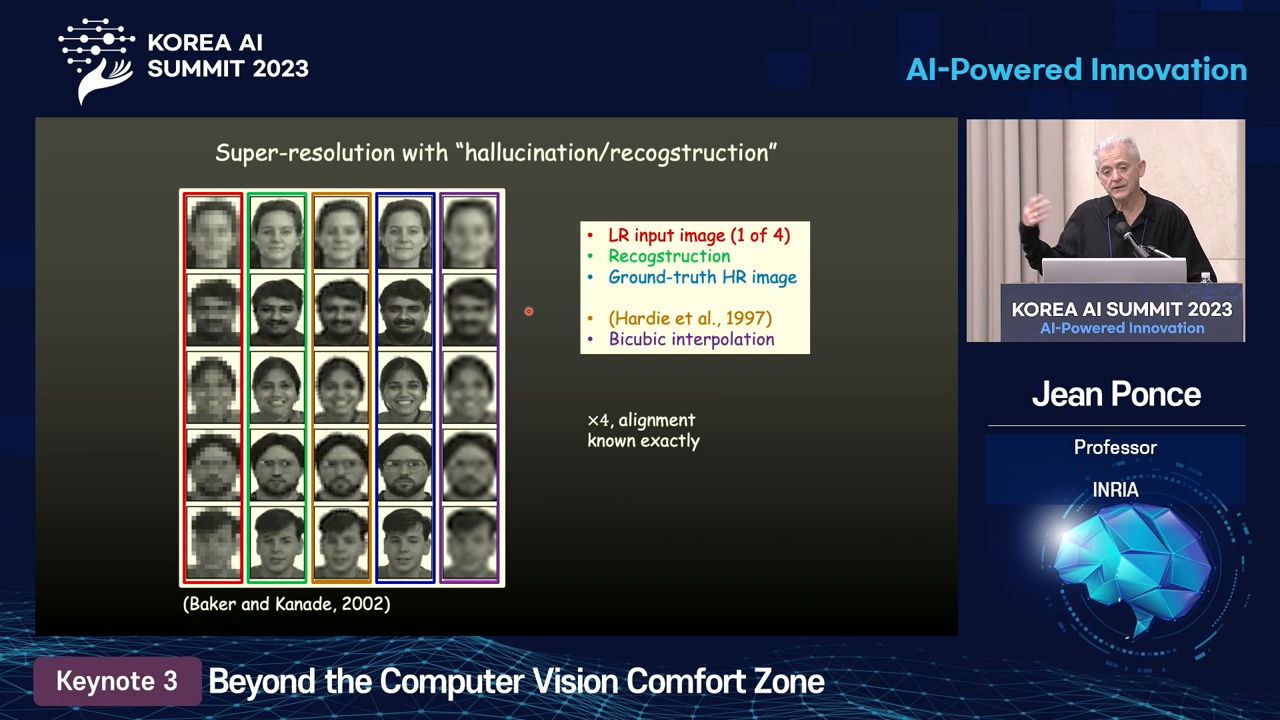 KOREA AI
SUMMIT 2023
AI-Powered Innovation
Super-resolution with “hallucination/recogstruction”
• LR input image (1 of 4)
• Recogstruction
• Ground-truth HR image
• (Hardie et al., 1997)
• Bicubic interpolation
×4, alignment
known exactly
(Baker and Kanade, 2002)
KOREA AI SUMMIT 2023
AI-Powered Innovation
Jean Ponce
Professor
INRIA
Keynote 3
Beyond the Computer Vision Comfort Zone